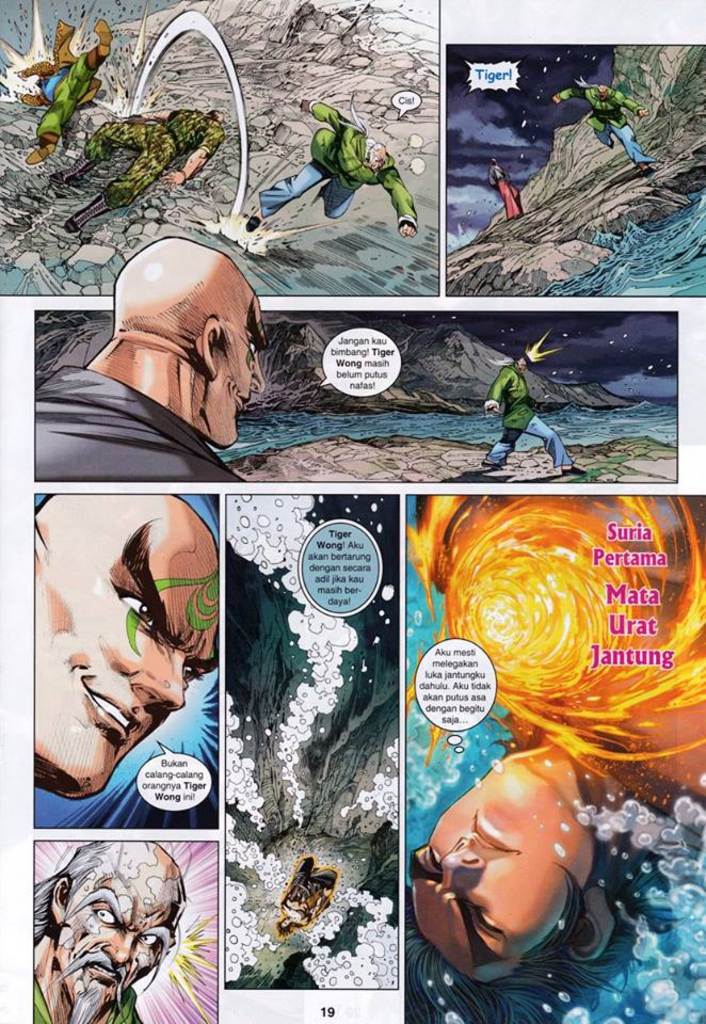 Cis!
Tiger!
Jangan kau
bimbang! Tiger
Wong masih
belum putus
nafas!
Bukan
calang-calang
orangnya Tiger
Wong ini!
Tiger
Wong! Aku
akan bertarung
dengan secara
adil jika kau
masih ber-
daya!
Suria
Pertama
Mata
Urat
Jantung
Aku mesti
melegakan
luka jantungku
dahulu. Aku tidak
akan putus asa
dengan begitu
saja...
19